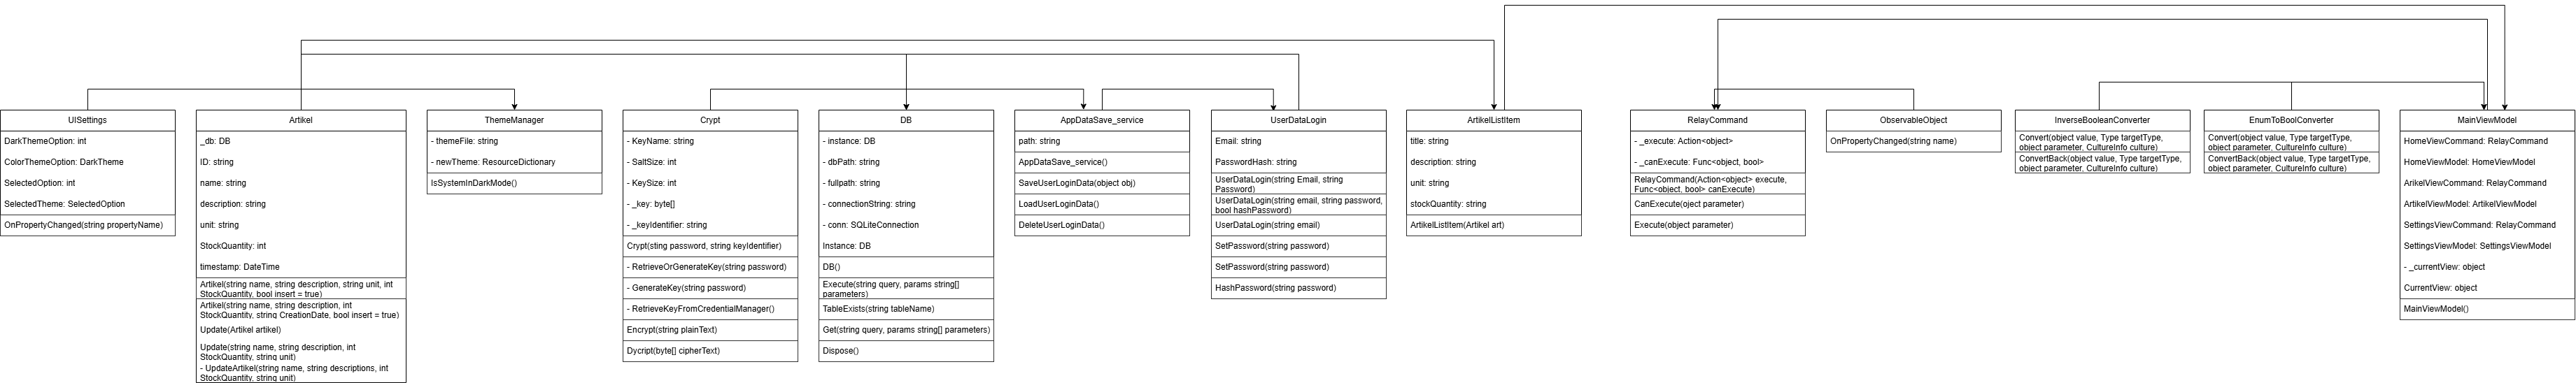 UISettings
DarkThemeOption: int
ColorThemeOption: DarkTheme
SelectedOption: int
SelectedTheme: SelectedOption
OnPropertyChanged(string propertyName)
Artikel
_db: DB
ID: string
name: string
description: string
unit: string
StockQuantity: int
timestamp: DateTime
Artikel(string name, string description, string unit, int
StockQuantity, bool insert = true)
Artikel(string name, string description, int
StockQuantity, string CreationDate, bool insert = true)
Update(Artikel artikel)
Update(string name, string description, int
StockQuantity, string unit)
- UpdateArtikel(string name, string descriptions, int
StockQuantity, string unit)
ThemeManager
- themeFile: string
- newTheme: ResourceDictionary
IsSystemInDarkMode()
Crypt
- KeyName: string
- SaltSize: int
- KeySize: int
- _key: byte[]
- _keyIdentifier: string
Crypt(sting password, string keyIdentifier)
- RetrieveOrGenerateKey(string password)
- GenerateKey(string password)
- RetrieveKeyFromCredentialManager()
Encrypt(string plainText)
Dycript(byte[] cipherText)
DB
- instance: DB
- dbPath: string
- fullpath: string
- connectionString: string
- conn: SQLiteConnection
Instance: DB
DB()
Execute(string query, params string[]
parameters)
TableExists(string tableName)
Get(string query, params string[] parameters)
Dispose()
AppDataSave_service
path: string
AppDataSave_service()
SaveUserLoginData(object obj)
LoadUserLoginData()
DeleteUserLoginData()
UserDataLogin
Email: string
PasswordHash: string
UserDataLogin(string Email, string
Password)
UserDataLogin(string email, string password,
bool hashPassword)
UserDataLogin(string email)
SetPassword(string password)
SetPassword(string password)
HashPassword(string password)
ArtikelListItem
title: string
description: string
unit: string
stockQuantity: string
ArtikelListItem(Artikel art)
RelayCommand
- _execute: Action<object>
- _canExecute: Func<object, bool>
RelayCommand(Action<object> execute,
Func<object, bool> canExecute)
CanExecute(oject parameter)
Execute(object parameter)
ObservableObject
OnPropertyChanged(string name)
InverseBooleanConverter
Convert(object value, Type targetType,
object parameter, CultureInfo culture)
ConvertBack(object value, Type targetType,
object parameter, CultureInfo culture)
EnumToBoolConverter
Convert(object value, Type targetType,
object parameter, CultureInfo culture)
ConvertBack(object value, Type targetType,
object parameter, CultureInfo culture)
MainViewModel
HomeViewCommand: RelayCommand
HomeViewModel: HomeViewModel
ArikelViewCommand: RelayCommand
ArtikelViewModel: ArtikelViewModel
SettingsViewCommand: RelayCommand
SettingsViewModel: SettingsViewModel
- _currentView: object
CurrentView: object
MainViewModel()